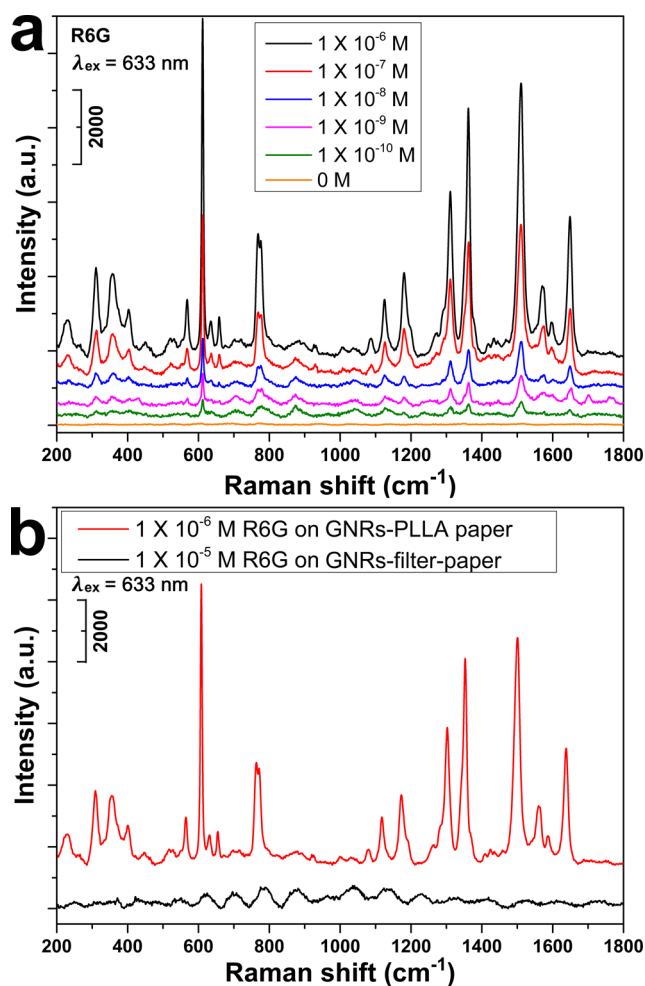 a
R6G
λex = 633 nm
2000
1 X 10⁻⁶ M
1 X 10⁻⁷ M
1 X 10⁻⁸ M
1 X 10⁻⁹ M
1 X 10⁻¹⁰ M
0 M
Intensity (a.u.)
200 400 600 800 1000 1200 1400 1600 1800
Raman shift (cm⁻¹)
b
1 X 10⁻⁶ M R6G on GNRs-PLLA paper
1 X 10⁻⁵ M R6G on GNRs-filter-paper
λex = 633 nm
2000
Intensity (a.u.)
200 400 600 800 1000 1200 1400 1600 1800
Raman shift (cm⁻¹)